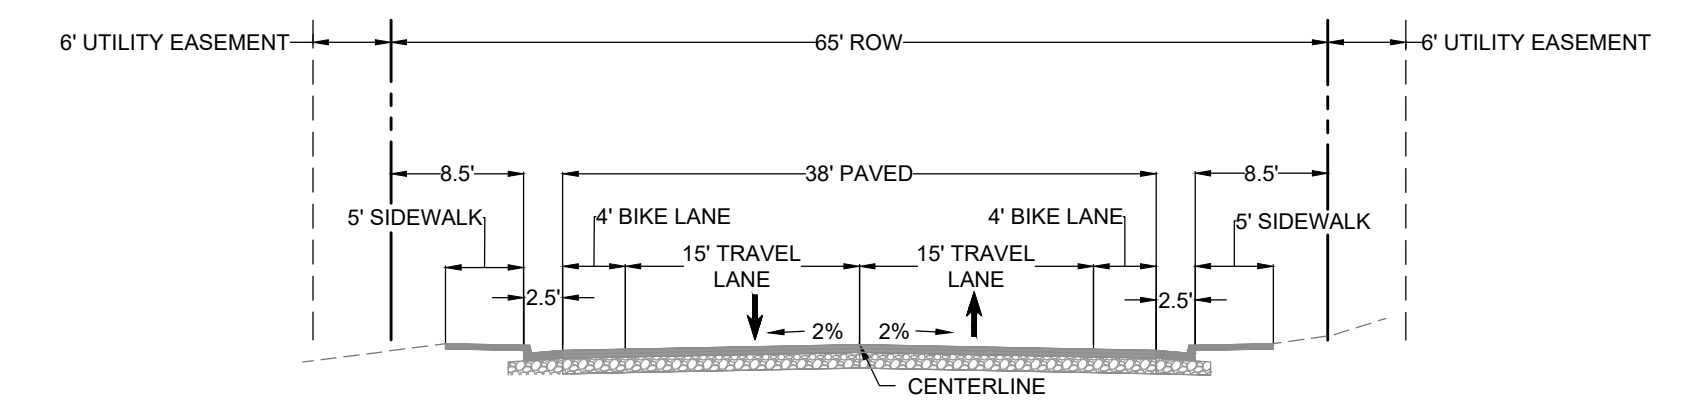 6' UTILITY EASEMENT
65' ROW
6' UTILITY EASEMENT
8.5'
38' PAVED
8.5'
5' SIDEWALK
4' BIKE LANE
4' BIKE LANE
5' SIDEWALK
15' TRAVEL
LANE
15' TRAVEL
LANE
2.5'
2.5'
2%
2%
CENTERLINE